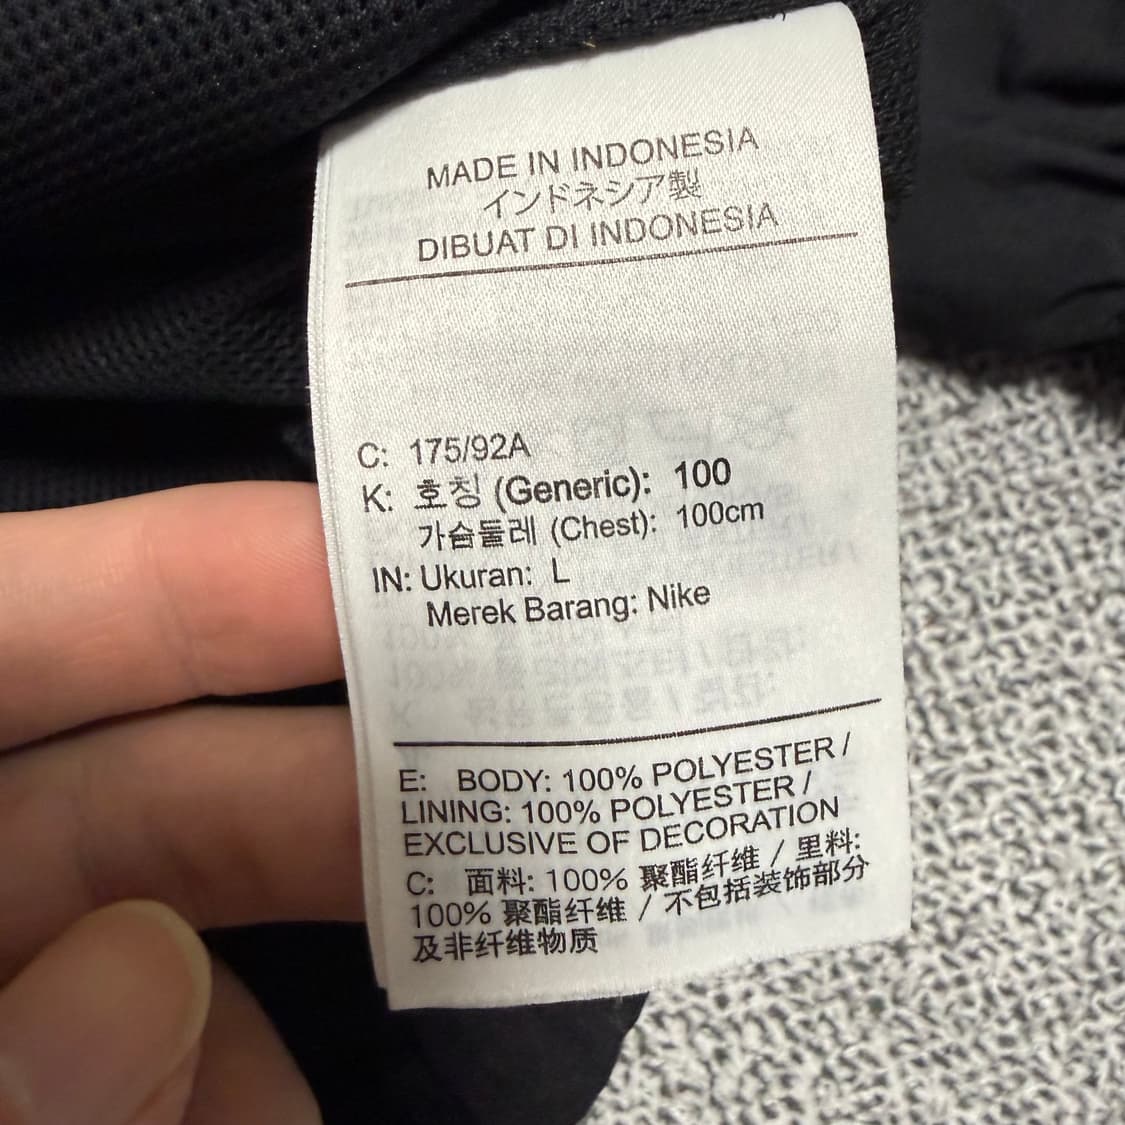 MADE IN INDONESIA
インドネシア製
DIBUAT DI INDONESIA
C: 175/92A
K: 호칭 (Generic): 100
가슴둘레 (Chest): 100cm
IN: Ukuran: L
Merek Barang: Nike
E: BODY: 100% POLYESTER /
LINING: 100% POLYESTER /
EXCLUSIVE OF DECORATION
C: 面料: 100% 聚酯纤维 / 里料:
100% 聚酯纤维 / 不包括装饰部分
及非纤维物质